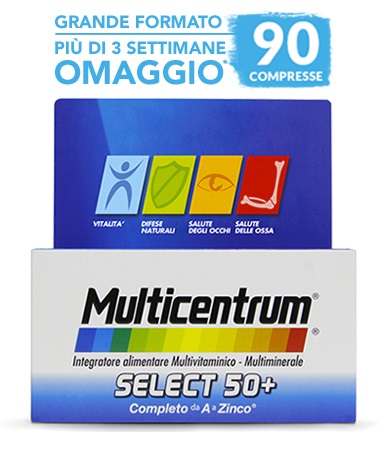 GRANDE FORMATO
PIÙ DI 3 SETTIMANE
OMAGGIO*
90
COMPRESSE
VITALITA'
DIFESE
NATURALI
SALUTE
DEGLI OCCHI
SALUTE
DELLE OSSA
Multicentrum®
Integratore alimentare Multivitaminico - Multiminerale
SELECT 50+
Completo da A a Zinco®